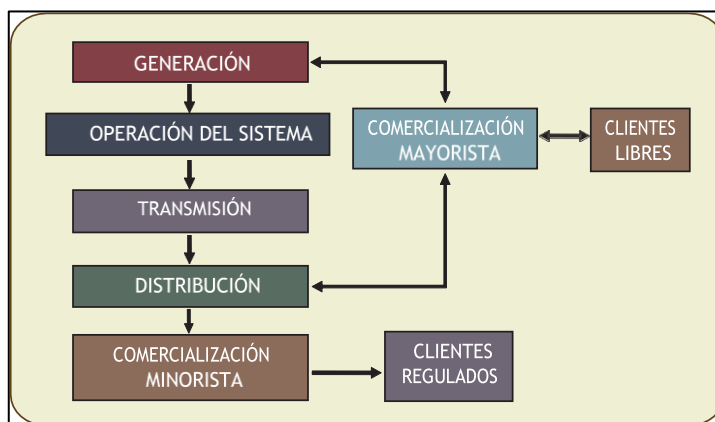 GENERACIÓN
OPERACIÓN DEL SISTEMA
TRANSMISIÓN
DISTRIBUCIÓN
COMERCIALIZACIÓN
MINORISTA
COMERCIALIZACIÓN
MAYORISTA
CLIENTES
LIBRES
CLIENTES
REGULADOS